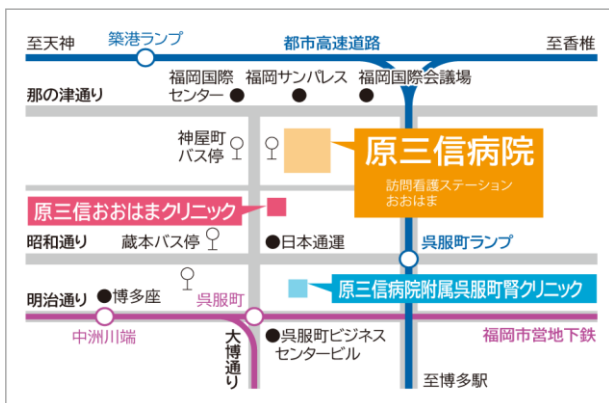 至天神
築港ランプ
都市高速道路
至香椎
福岡国際
センター
福岡サンパレス
福岡国際会議場
那の津通り
神屋町
バス停
原三信病院
訪問看護ステーション
おおはま
原三信おおはまクリニック
昭和通り
蔵本バス停
日本通運
呉服町ランプ
原三信病院附属呉服町腎クリニック
明治通り
博多座
呉服町
中洲川端
大博通り
呉服町ビジネス
センタービル
福岡市営地下鉄
至博多駅